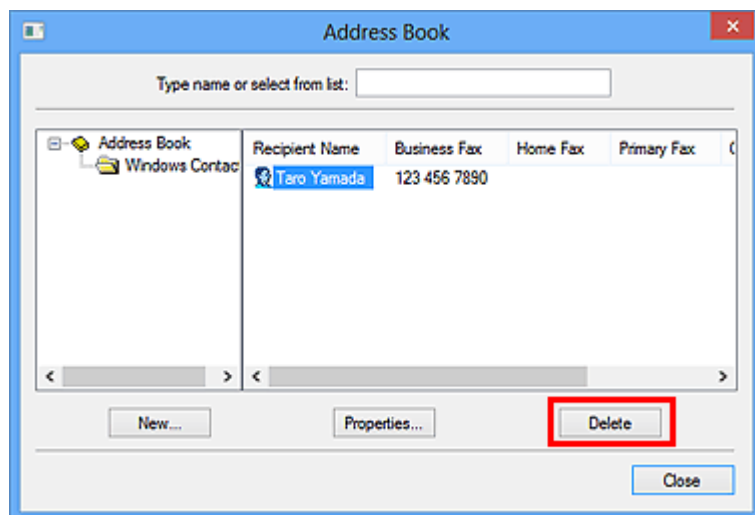 Address Book
Type name or select from list:
Address Book
Windows Contac
Recipient Name Business Fax Home Fax Primary Fax
Taro Yamada 123 456 7890
New... Properties... Delete
Close